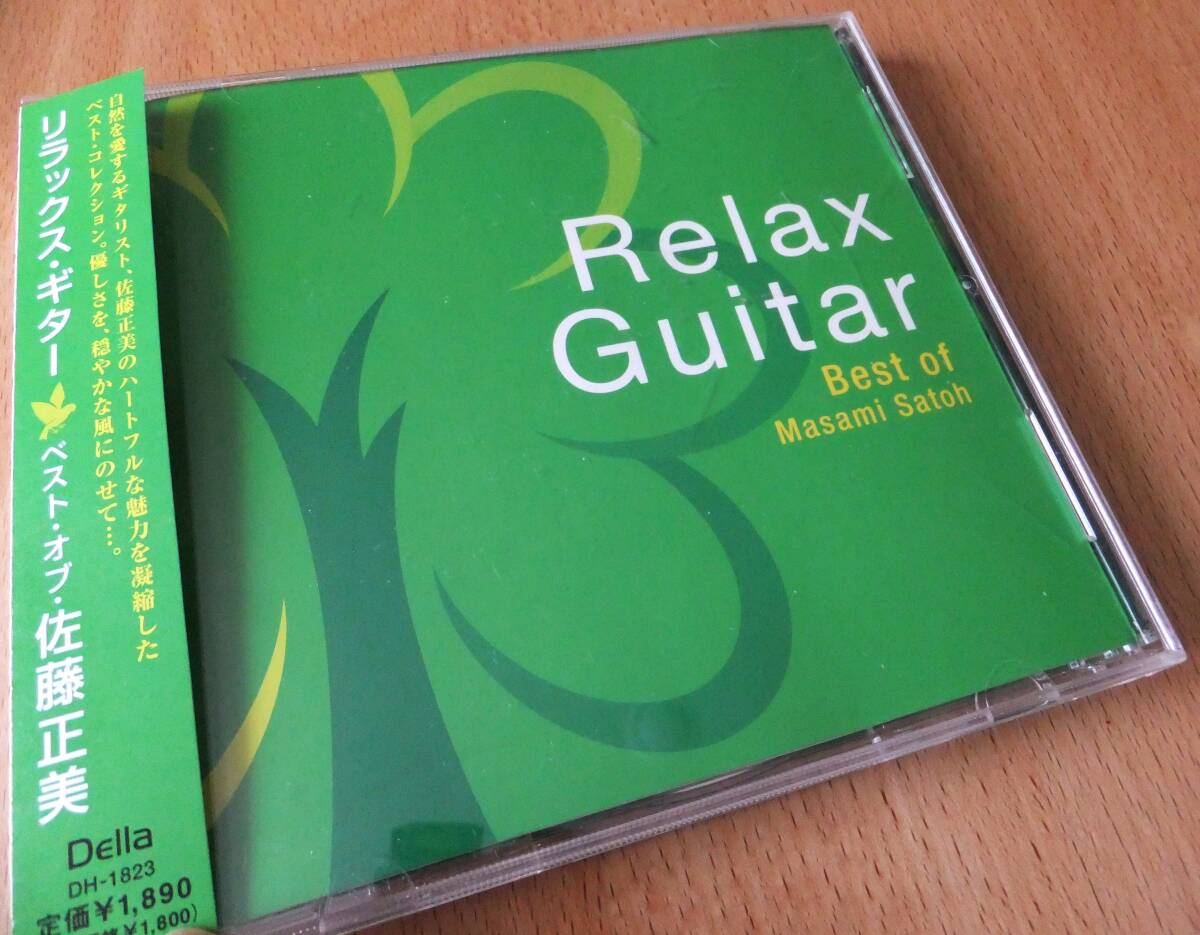 自然を愛するギタリスト、佐藤正美のハートフルな魅力を凝縮した
ベスト・コレクション。優しさを、穏やかな風にのせて…。
リラックス・ギター ベスト・オブ・佐藤正美
Della
DH-1823
定価¥1,890
¥1,800)
Relax
Guitar
Best of
Masami Satoh